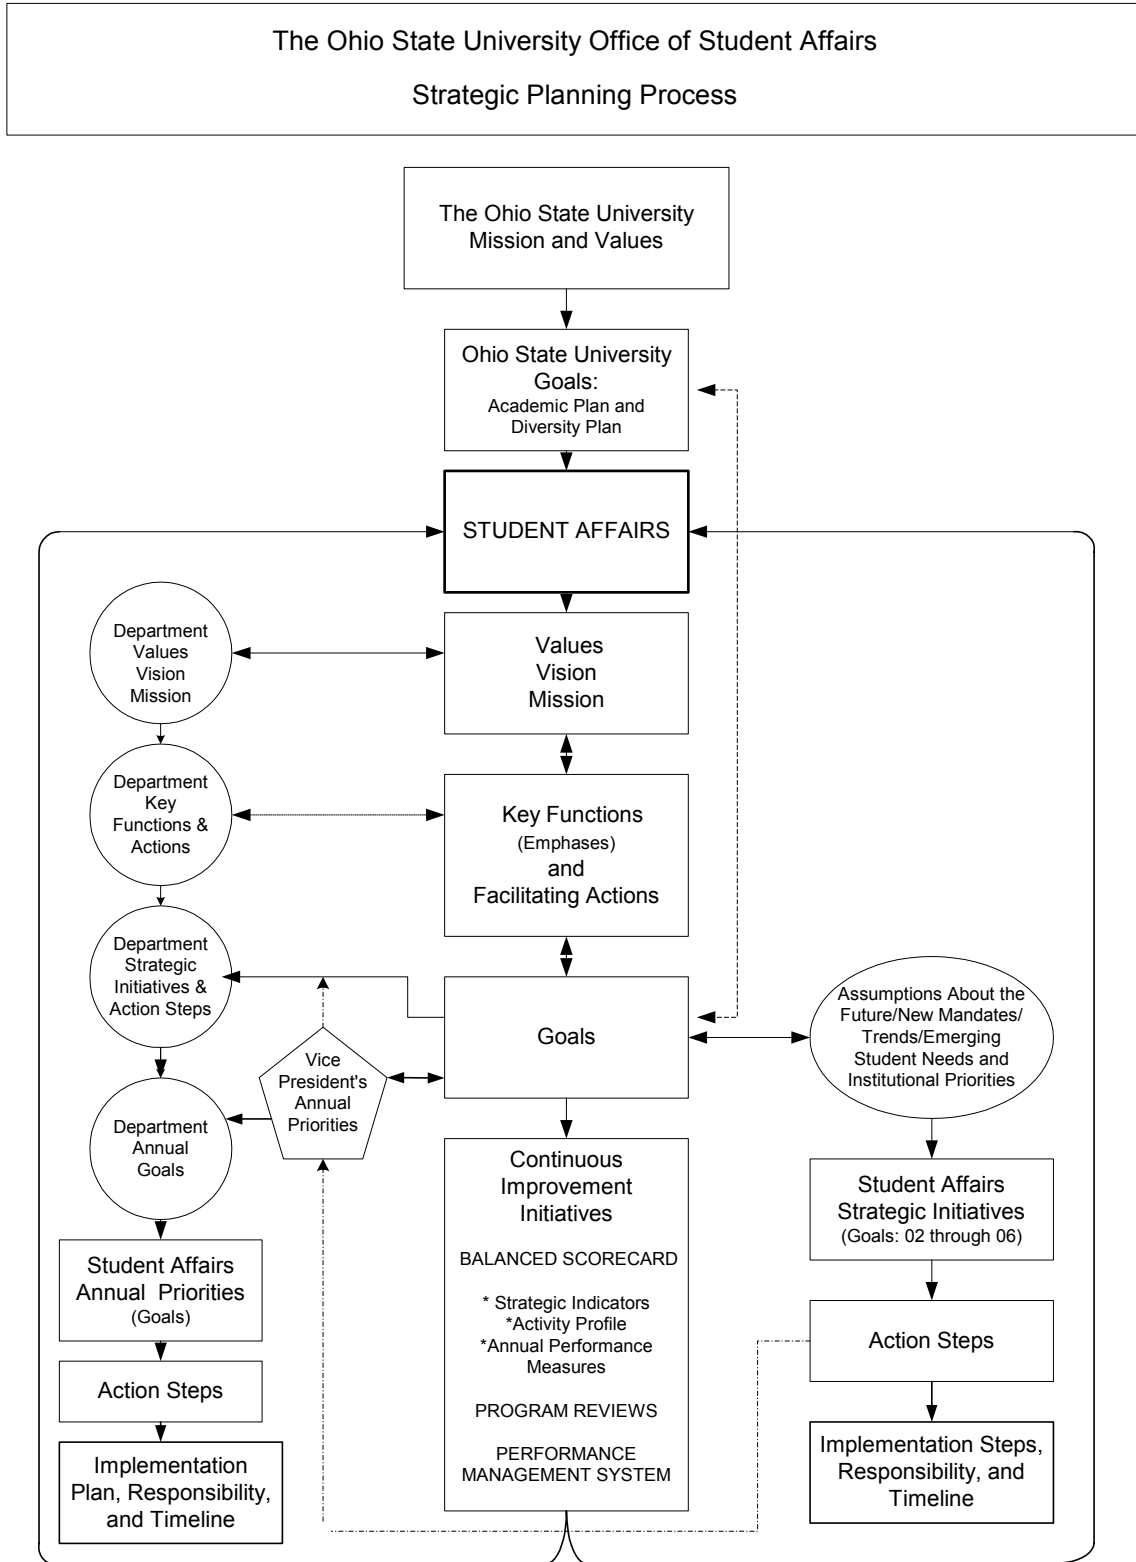 The Ohio State University Office of Student Affairs
Strategic Planning Process
The Ohio State University
Mission and Values
Ohio State University
Goals:
Academic Plan and
Diversity Plan
STUDENT AFFAIRS
Department
Values
Vision
Mission
Values
Vision
Mission
Department
Key
Functions &
Actions
Key Functions
(Emphases)
and
Facilitating Actions
Department
Strategic
Initiatives &
Action Steps
Goals
Assumptions About the
Future/New Mandates/
Trends/Emerging
Student Needs and
Institutional Priorities
Vice
President's
Annual
Priorities
Department
Annual
Goals
Continuous
Improvement
Initiatives
BALANCED SCORECARD
* Strategic Indicators
*Activity Profile
*Annual Performance
Measures
PROGRAM REVIEWS
PERFORMANCE
MANAGEMENT SYSTEM
Student Affairs
Strategic Initiatives
(Goals: 02 through 06)
Student Affairs
Annual Priorities
(Goals)
Action Steps
Action Steps
Implementation
Plan, Responsibility,
and Timeline
Implementation Steps,
Responsibility, and
Timeline